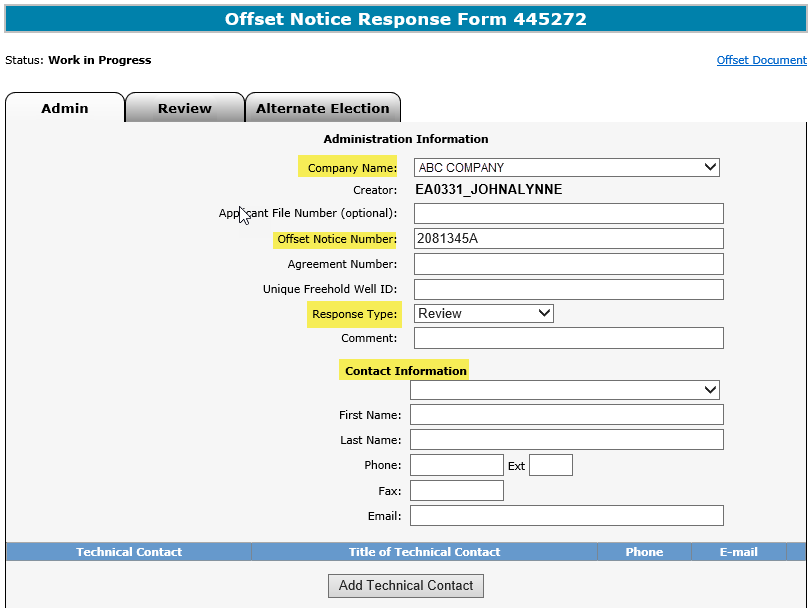 Offset Notice Response Form 445272
Status: Work in Progress
Offset Document
Admin
Review
Alternate Election
Administration Information
Company Name: ABC COMPANY
Creator: EA0331_JOHNALYNNE
Applicant File Number (optional):
Offset Notice Number: 2081345A
Agreement Number:
Unique Freehold Well ID:
Response Type: Review
Comment:
Contact Information
First Name:
Last Name:
Phone: Ext
Fax:
Email:
Technical Contact Title of Technical Contact Phone E-mail
Add Technical Contact